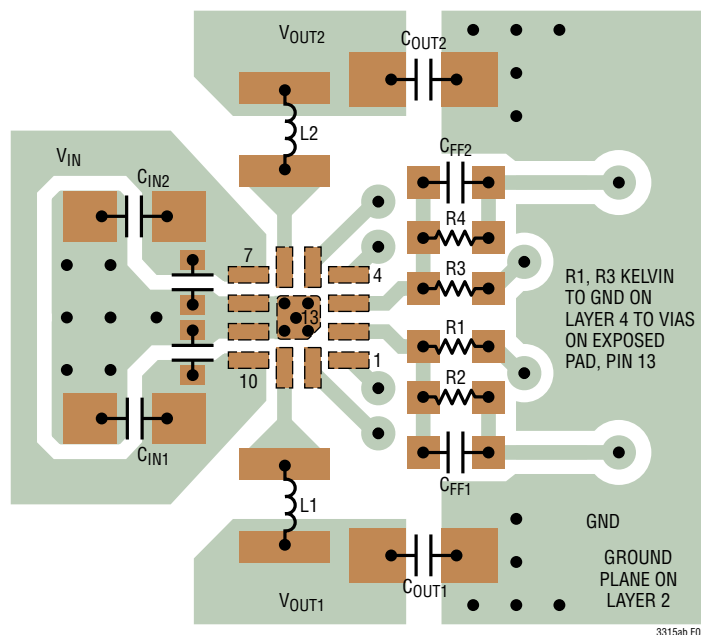 VOUT2
COUT2
L2
VIN
CIN2
CFF2
R4
7
4
R3
13
R1, R3 KELVIN
TO GND ON
LAYER 4 TO VIAS
ON EXPOSED
PAD, PIN 13
R1
10
1
R2
CIN1
CFF1
L1
GND
GROUND
PLANE ON
LAYER 2
COUT1
VOUT1
3315ab F0